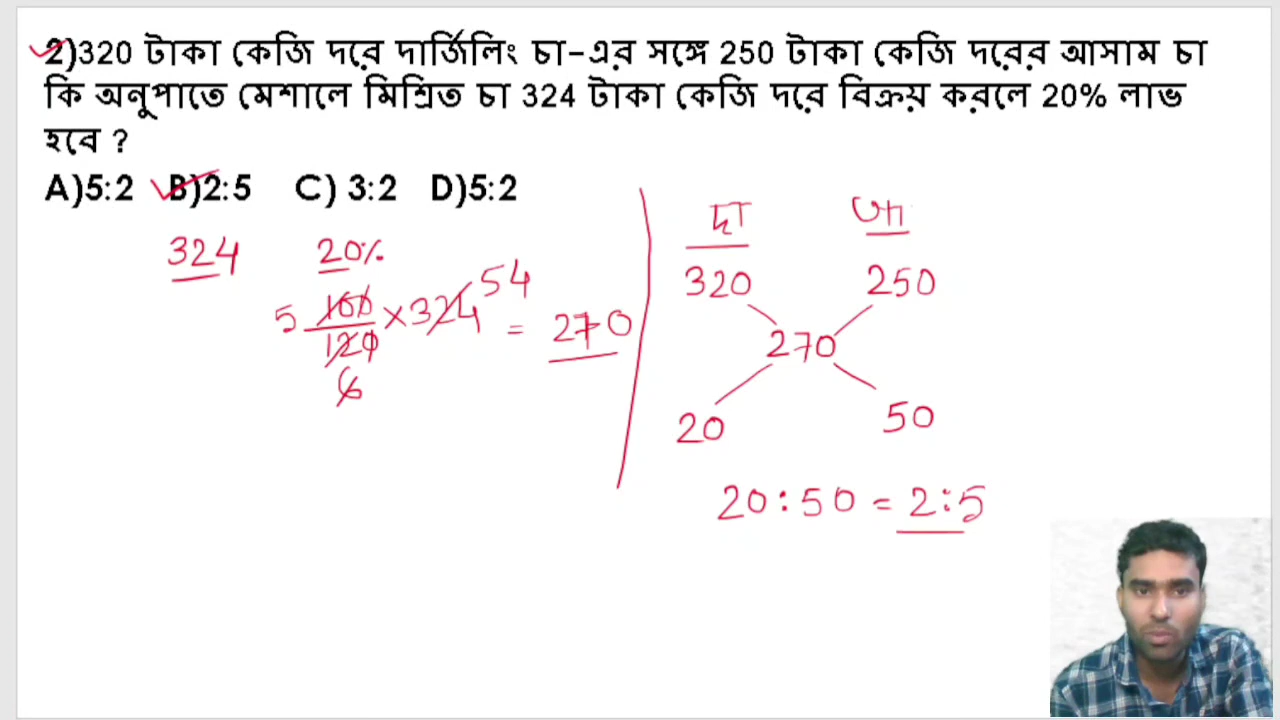 2)320 টাকা কেজি দরে দার্জিলিং চা-এর সঙ্গে 250 টাকা কেজি দরের আসাম চা
কি অনুপাতে মেশালে মিশ্রিত চা 324 টাকা কেজি দরে বিক্রয় করলে 20% লাভ
হবে ?
A)5:2 B)2:5 C) 3:2 D)5:2
324 20%
5 100/120 × 324 54 = 270
6
দা
320 250
270
20 50
20:50 = 2:5